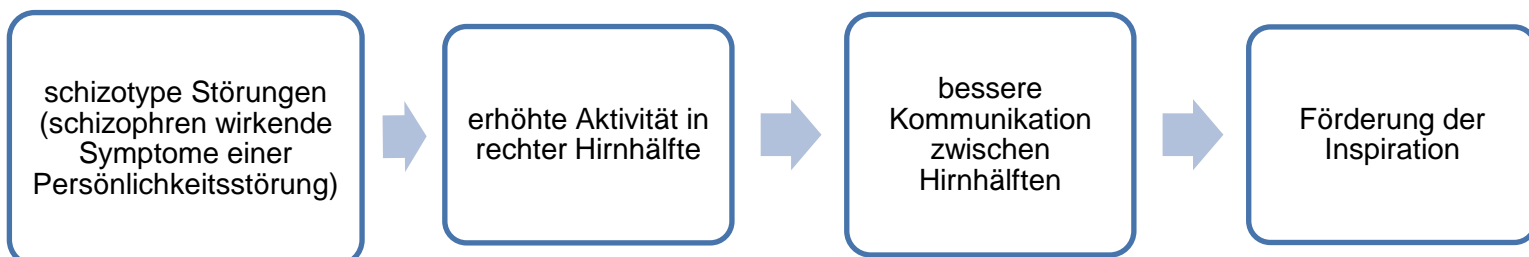 schizotype Störungen
(schizophren wirkende
Symptome einer
Persönlichkeitsstörung)
erhöhte Aktivität in
rechter Hirnhälfte
bessere
Kommunikation
zwischen
Hirnhälften
Förderung der
Inspiration